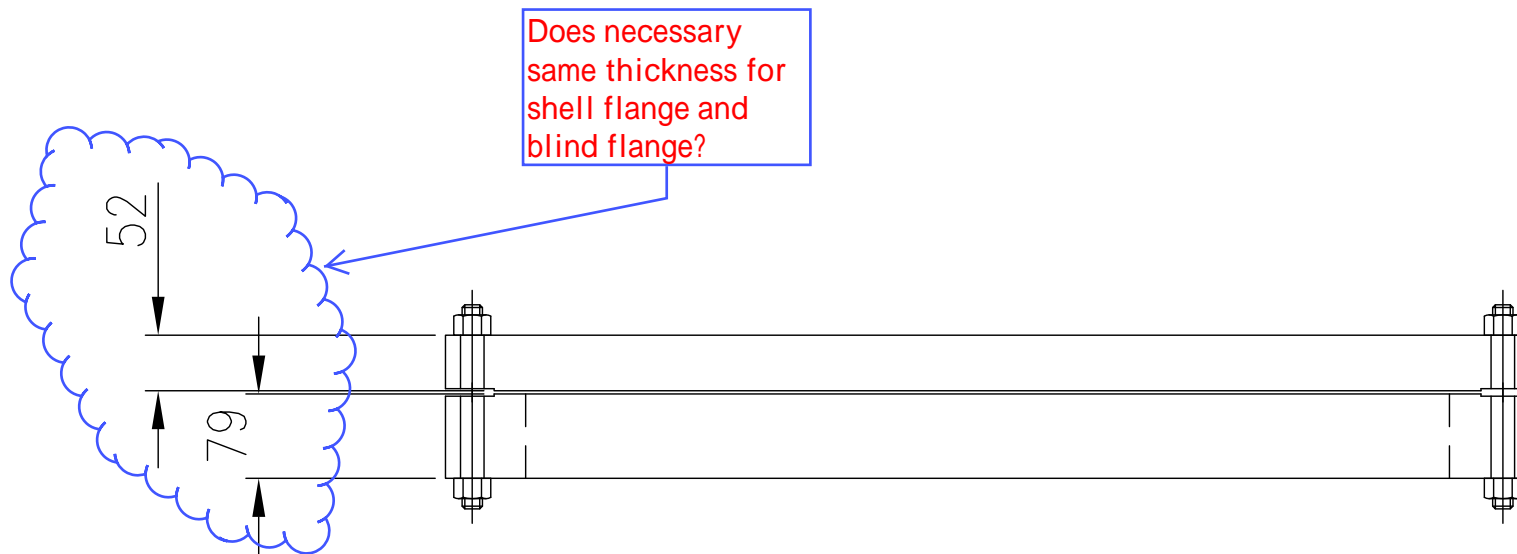 Does necessary
same thickness for
shell flange and
blind flange?
52
79